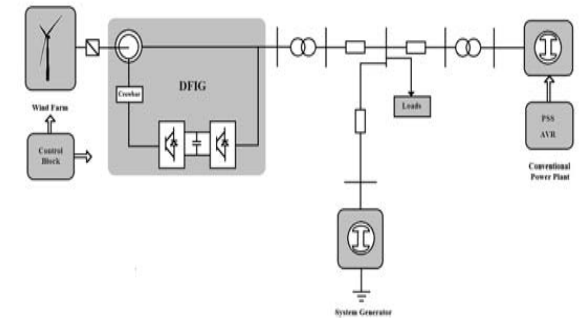 DFIG
Crowbar
Wind Farm
Control
Block
Loads
PSS
AVR
Conventional
Power Plant
System Generator